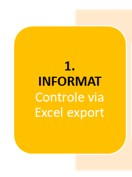 1.
INFORMAT
Controle via
Excel export